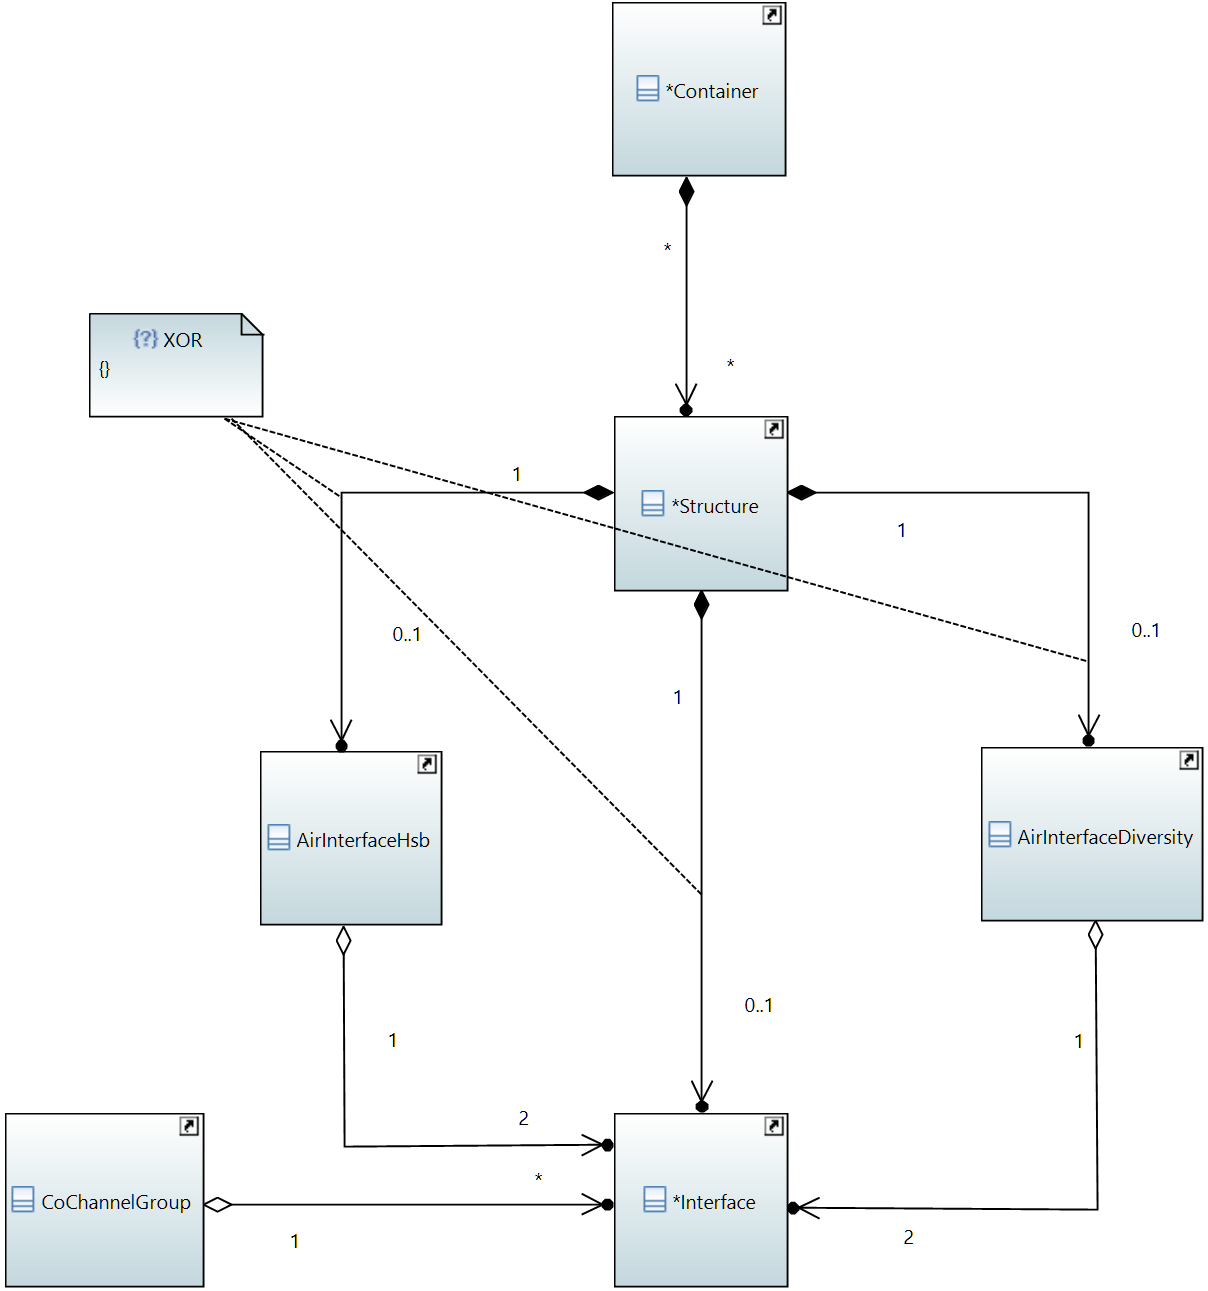 *Container
*
{?} XOR
{}
*
1
*Structure
1
0..1
0..1
1
AirInterfaceHsb
AirInterfaceDiversity
0..1
1
1
2
*
CoChannelGroup
*Interface
1
2